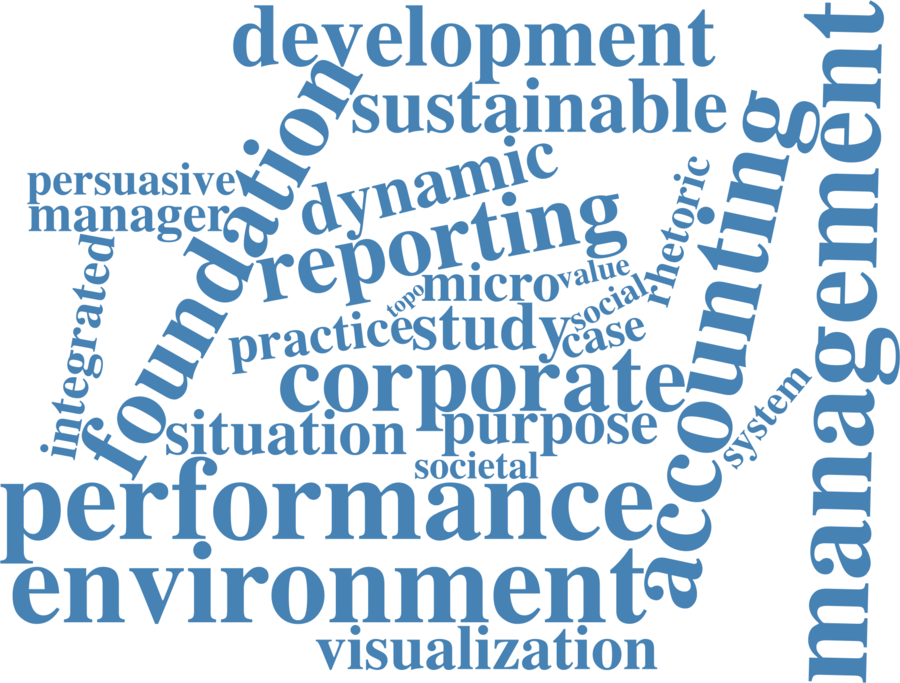 development
sustainable
management
foundation
accounting
dynamic
persuasive
manager
reporting
rhetoric
integrated
micro
value
topo
social
practice
study
case
corporate
situation
purpose
system
societal
performance
environment
visualization